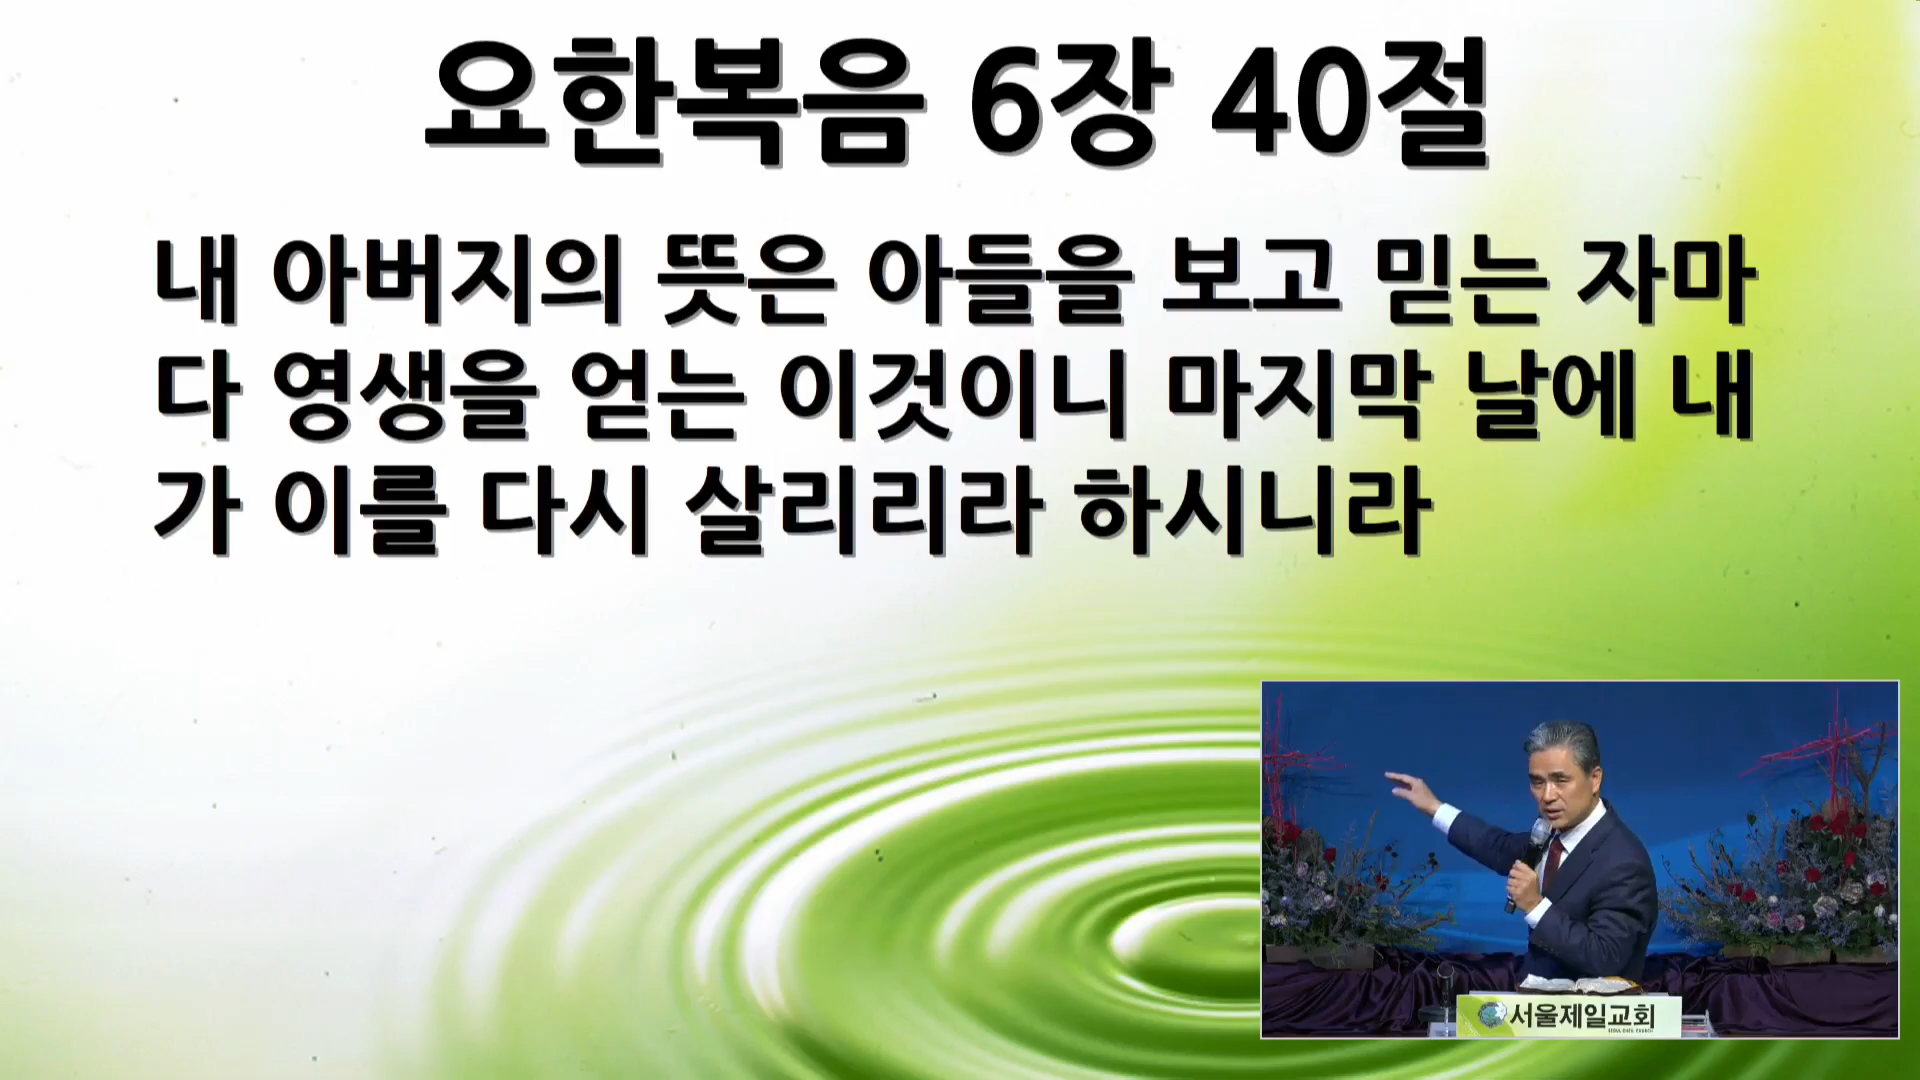 요한복음 6장 40절
내 아버지의 뜻은 아들을 보고 믿는 자마
다 영생을 얻는 이것이니 마지막 날에 내
가 이를 다시 살리리라 하시니라
서울제일교회